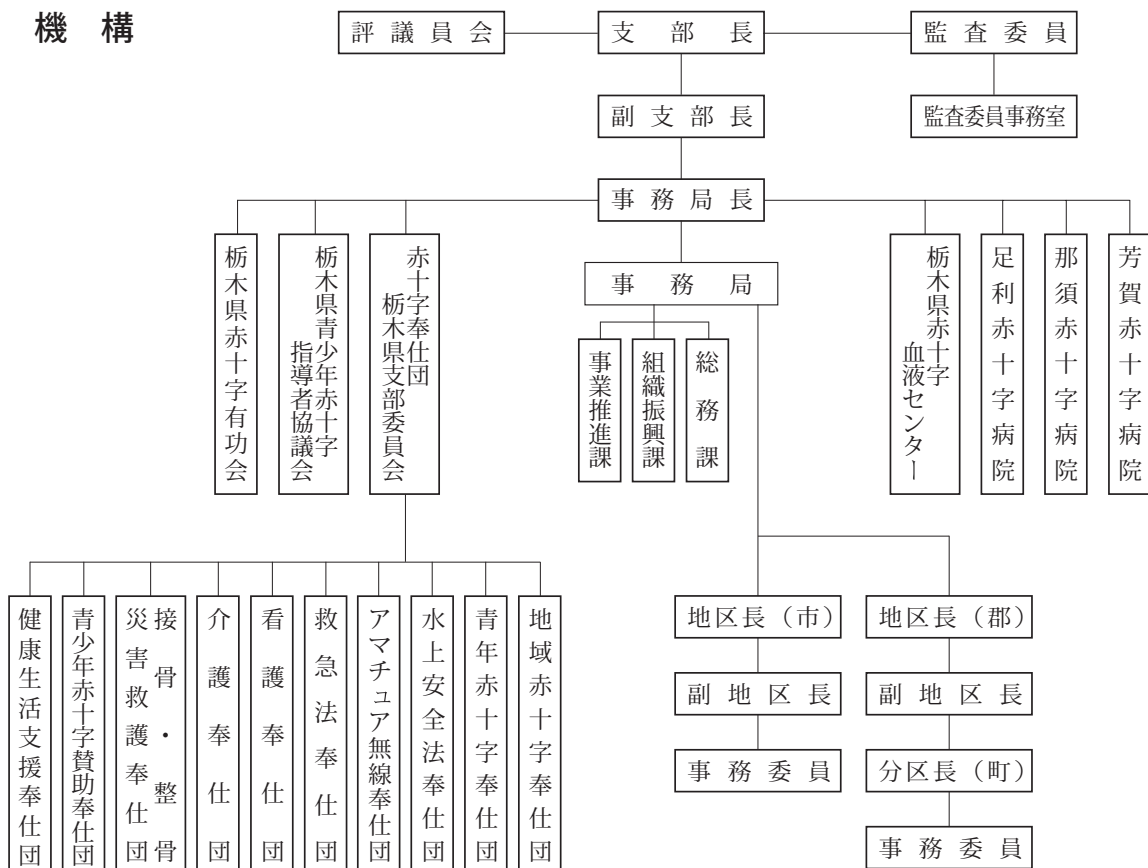 機構
評議員会
支部長
監査委員
副支部長
監査委員事務室
事務局長
栃木県赤十字有功会
栃木県青少年赤十字
指導者協議会
赤十字奉仕団
栃木県支部委員会
事務局
事業推進課
組織振興課
総務課
栃木県赤十字
血液センター
足利赤十字病院
那須赤十字病院
芳賀赤十字病院
健康生活支援奉仕団
青少年赤十字賛助奉仕団
接骨・整骨
災害救護奉仕団
介護奉仕団
看護奉仕団
救急法奉仕団
アマチュア無線奉仕団
水上安全法奉仕団
青年赤十字奉仕団
地域赤十字奉仕団
地区長（市）
副地区長
事務委員
地区長（郡）
副地区長
分区長（町）
事務委員